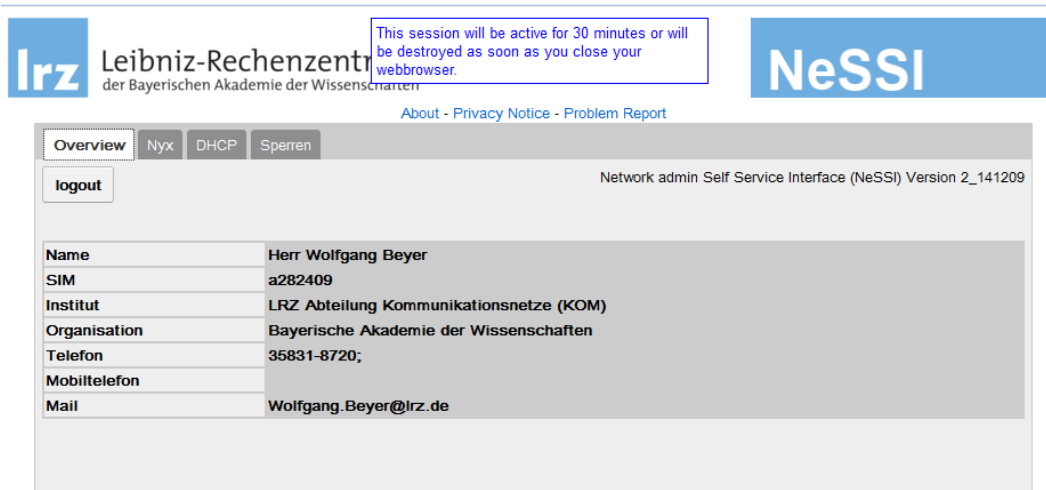 lrz
Leibniz-Rechenzentr
der Bayerischen Akademie der Wissenschaften
This session will be active for 30 minutes or will
be destroyed as soon as you close your
webbrowser.
NeSSI
About - Privacy Notice - Problem Report
Overview Nyx DHCP Sperren
logout
Network admin Self Service Interface (NeSSI) Version 2_141209
Name Herr Wolfgang Beyer
SIM a282409
Institut LRZ Abteilung Kommunikationsnetze (KOM)
Organisation Bayerische Akademie der Wissenschaften
Telefon 35831-8720;
Mobiltelefon
Mail Wolfgang.Beyer@lrz.de